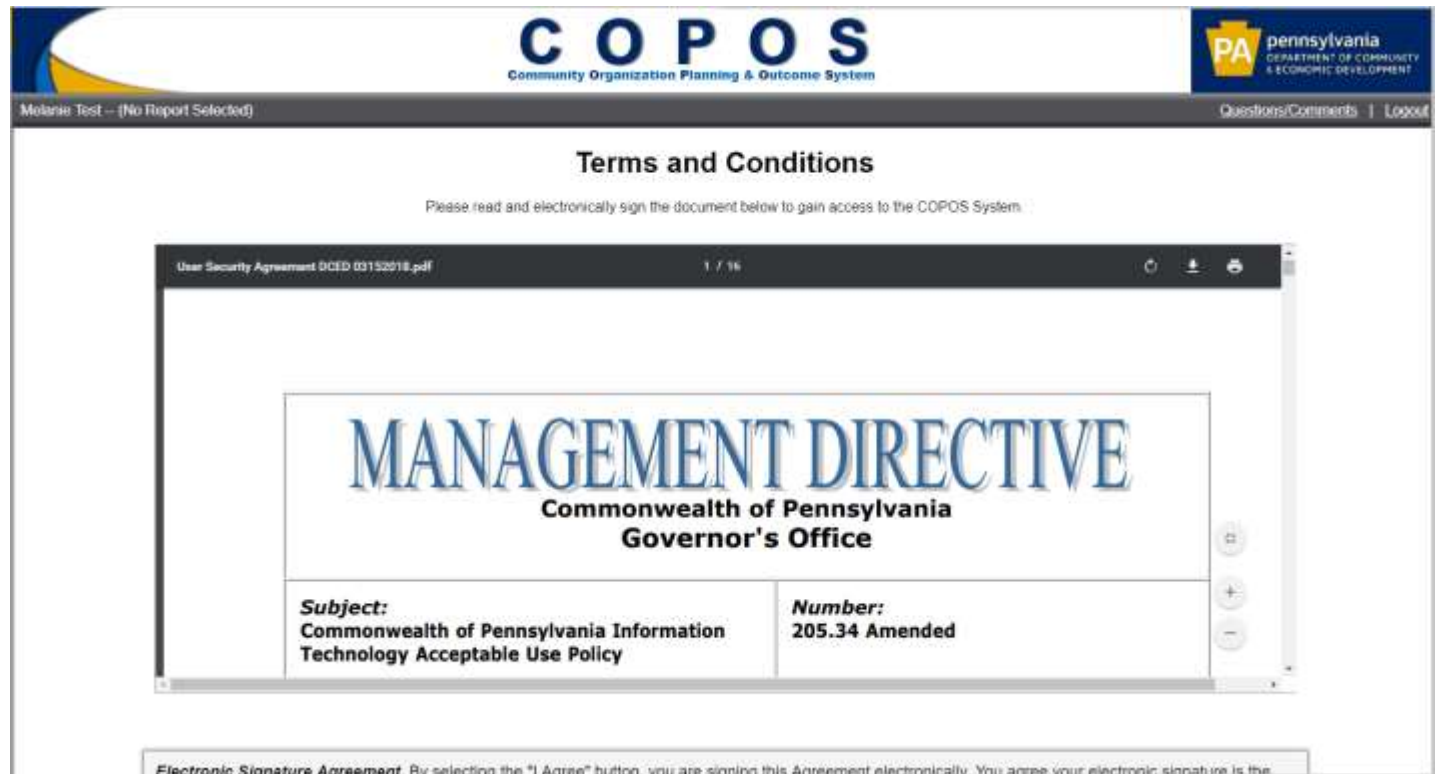 C O P O S
Community Organization Planning & Outcome System
PA pennsylvania
DEPARTMENT OF COMMUNITY
& ECONOMIC DEVELOPMENT
Melanie Test -- (No Report Selected)
Questions/Comments | Logout
Terms and Conditions
Please read and electronically sign the document below to gain access to the COPOS System.
User Security Agreement DCED 03152018.pdf
1 / 16
MANAGEMENT DIRECTIVE
Commonwealth of Pennsylvania
Governor's Office
Subject:
Commonwealth of Pennsylvania Information
Technology Acceptable Use Policy
Number:
205.34 Amended
Electronic Signature Agreement. By selecting the "I Agree" button, you are signing this Agreement electronically. You agree your electronic signature is the